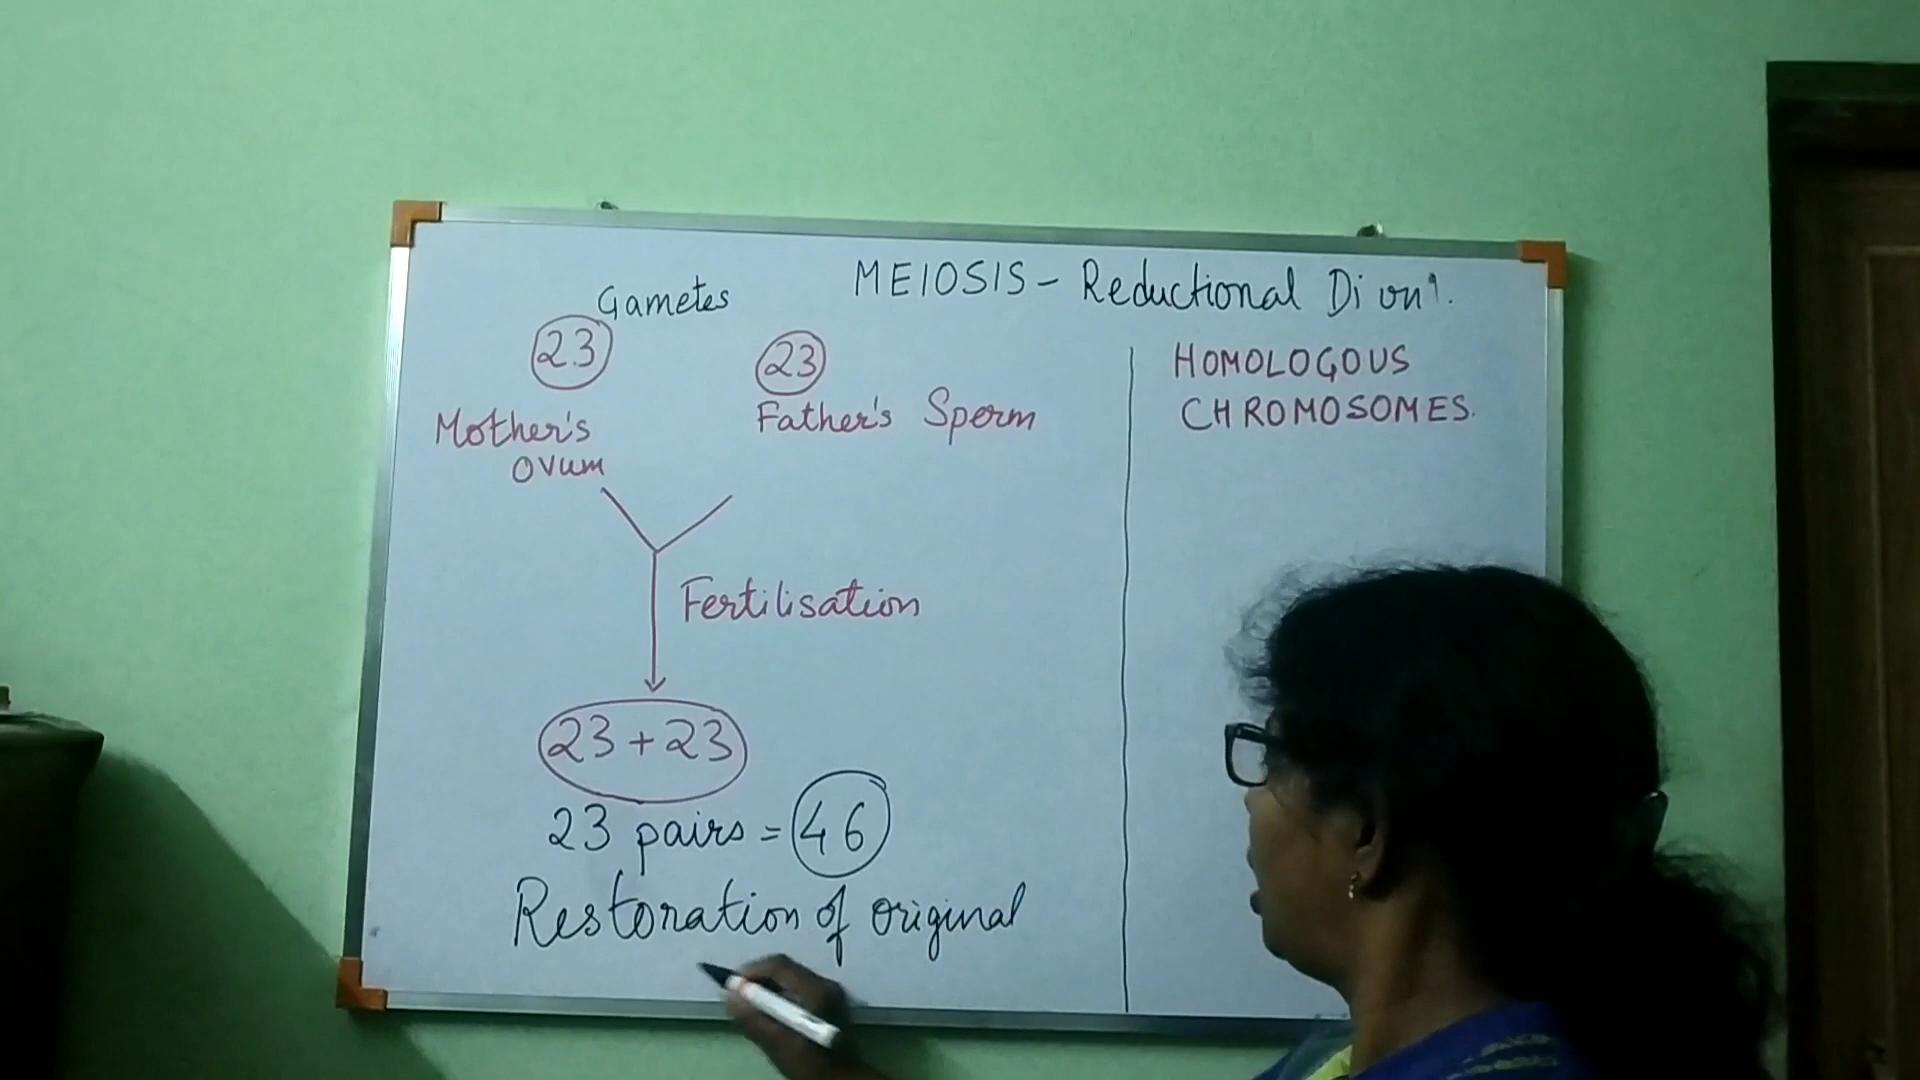 MEIOSIS - Reductional Di on.
Gametes
23
23
Mother's
Ovum
Father's Sperm
Fertilisation
23 + 23
23 pairs = 46
Restoration of original
HOMOLOGOUS
CHROMOSOMES.